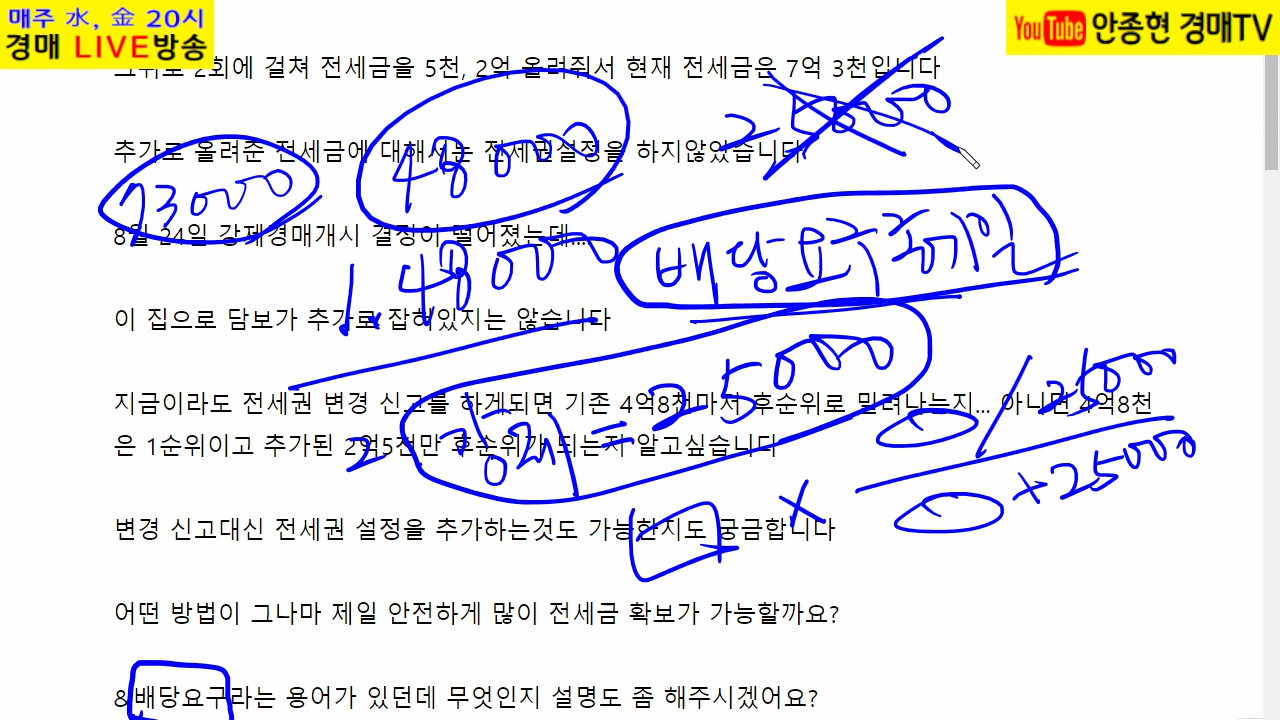 매주 水, 金 20시
경매 LIVE방송
YouTube 안종현 경매TV
그뒤로 2회에 걸쳐 전세금을 5천, 2억 올려줘서 현재 전세금은 7억 3천입니다
추가로 올려준 전세금에 대해서는 전세권설정을 하지않았습니다
73000
48000
2
8월 24일 강제경매개시 결정이 떨어졌는데...
1. 48000
배당요구종기일
이 집으로 담보가 추가로 잡혀있지는 않습니다
지금이라도 전세권 변경 신고를 하게되면 기존 4억8천마저 후순위로 밀려나는지... 아니면 4억8천
은 1순위이고 추가된 2억5천만 후순위가 되는지 알고싶습니다
2 강제 = 25000
25000
+25000
×
변경 신고대신 전세권 설정을 추가하는것도 가능한지도 궁금합니다
어떤 방법이 그나마 제일 안전하게 많이 전세금 확보가 가능할까요?
&배당요구라는 용어가 있던데 무엇인지 설명도 좀 해주시겠어요?